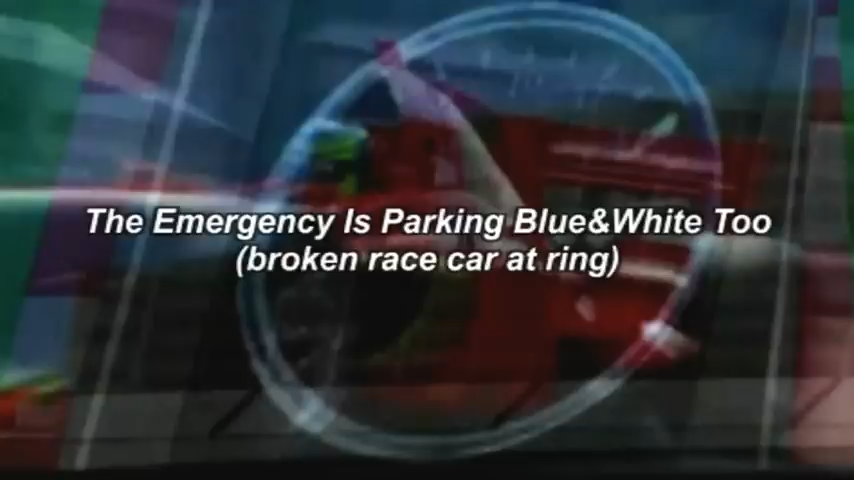 The Emergency Is Parking Blue&White Too
(broken race car at ring)